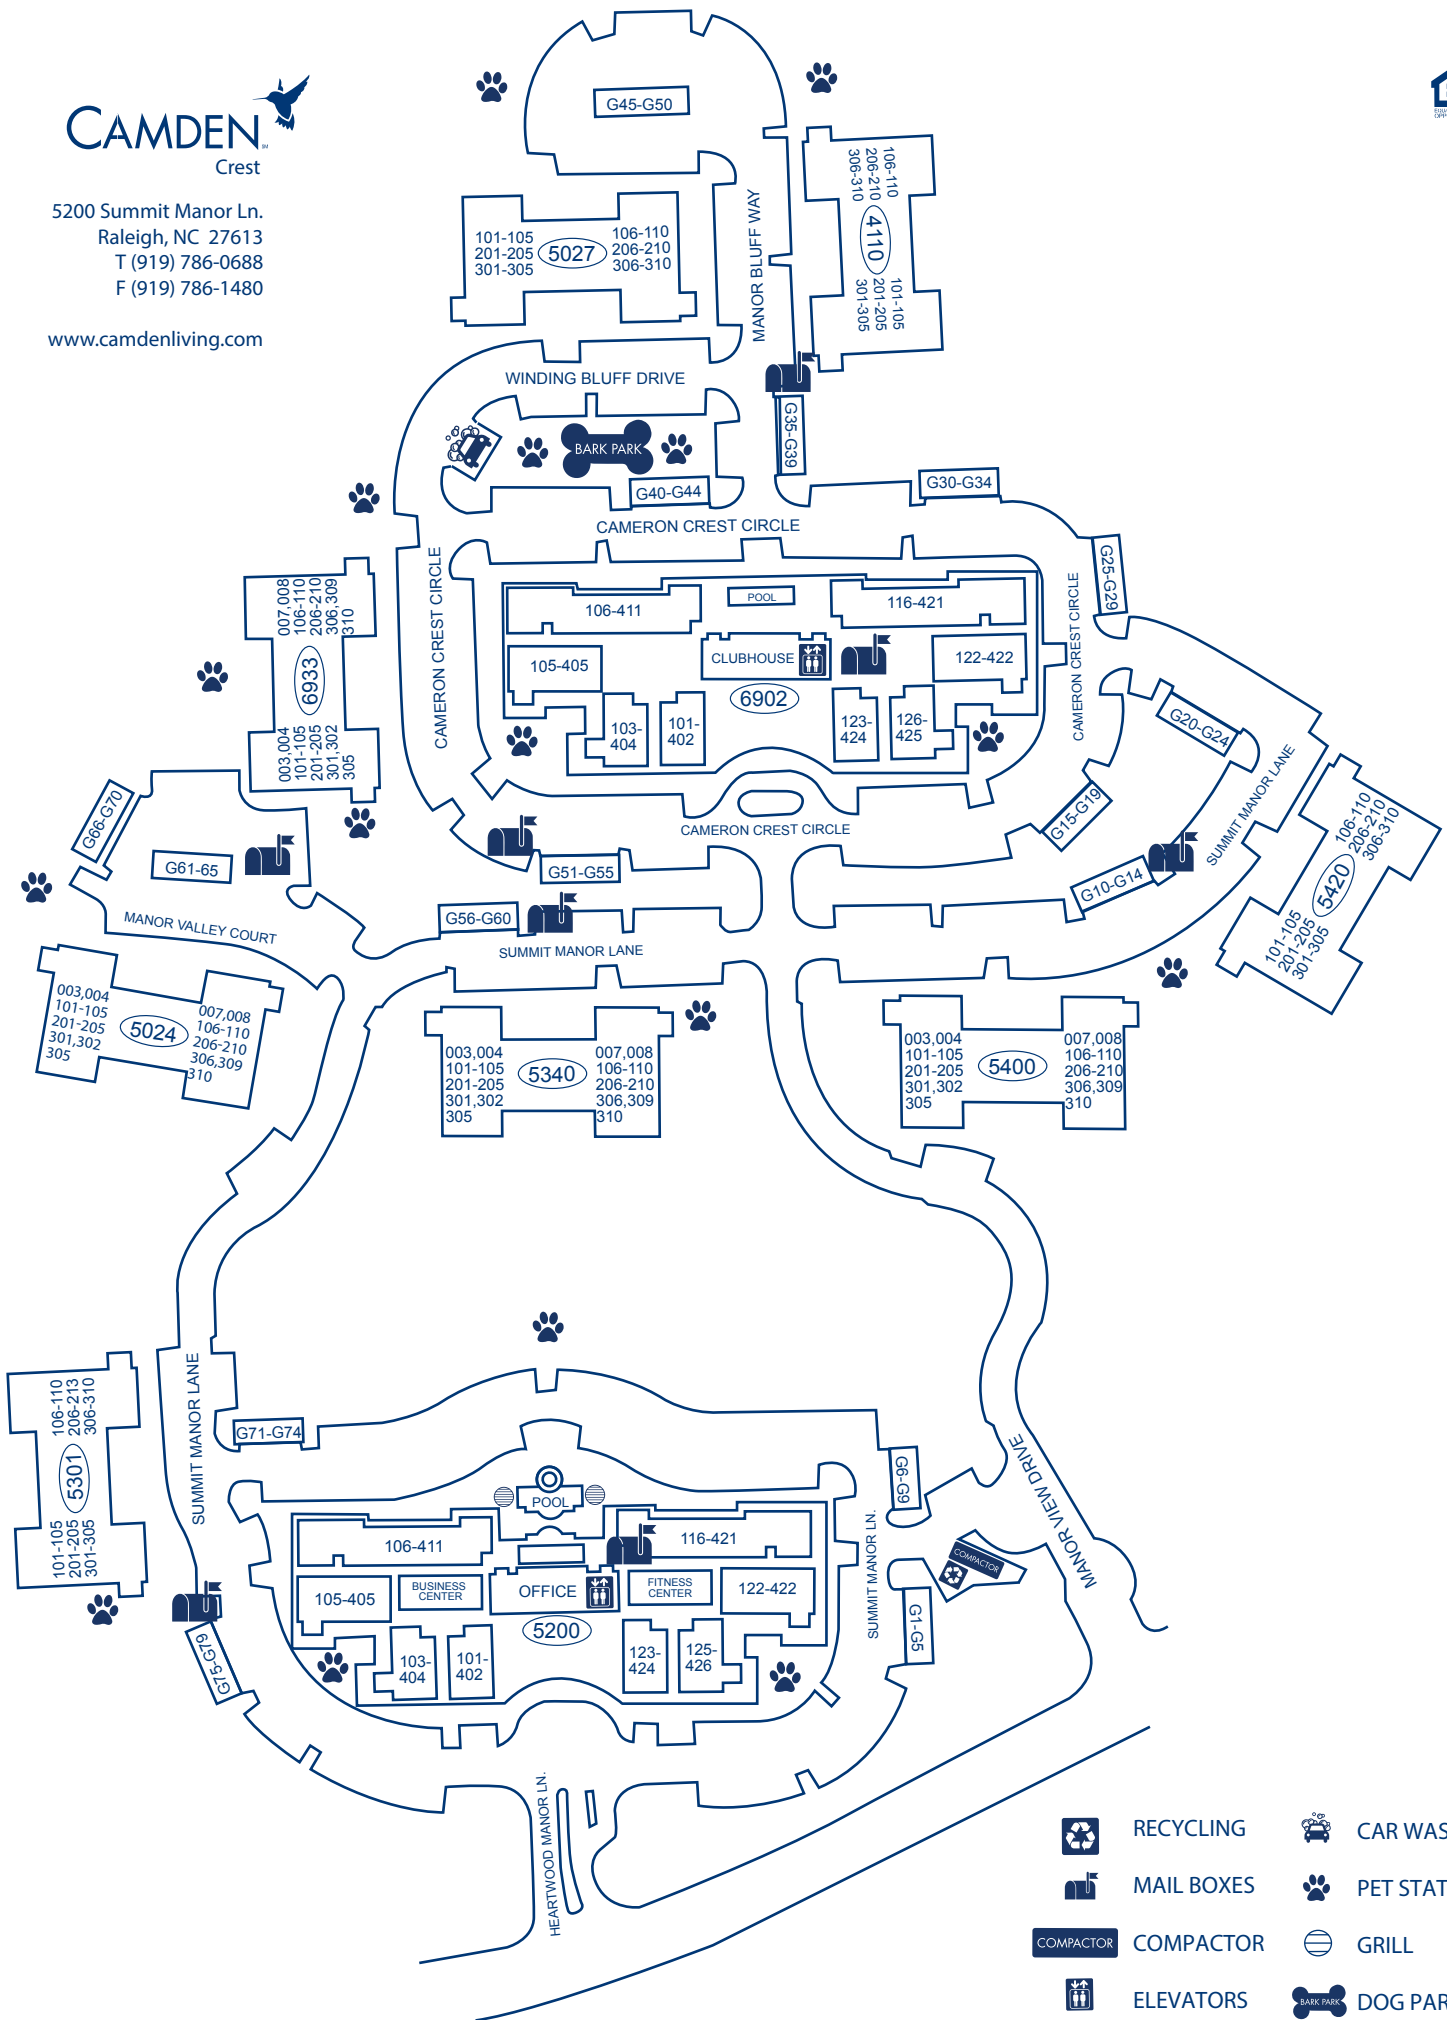 CAMDEN
SM
Crest
5200 Summit Manor Ln.
Raleigh, NC 27613
T (919) 786-0688
F (919) 786-1480
www.camdenliving.com
G45-G50
101-105
201-205
301-305
5027
106-110
206-210
306-310
MANOR BLUFF WAY
106-110
206-210
306-310
4110
101-105
201-205
301-305
WINDING BLUFF DRIVE
BARK PARK
G35-G39
G40-G44
G30-G34
CAMERON CREST CIRCLE
G25-G29
CAMERON CREST CIRCLE
CAMERON CREST CIRCLE
106-411
POOL
116-421
105-405
CLUBHOUSE
122-422
6902
103-
404
101-
402
123-
424
126-
425
007,008
106-110
206-210
306,309
310
6933
003,004
101-105
201-205
301,302
305
G20-G24
SUMMIT MANOR LANE
G15-G19
CAMERON CREST CIRCLE
G66-G70
G61-65
G51-G55
G10-G14
106-110
206-210
306-310
5420
101-105
201-205
301-305
G56-G60
MANOR VALLEY COURT
SUMMIT MANOR LANE
003,004
101-105
201-205
301,302
305
5024
007,008
106-110
206-210
306,309
310
003,004
101-105
201-205
301,302
305
5340
007,008
106-110
206-210
306,309
310
003,004
101-105
201-205
301,302
305
5400
007,008
106-110
206-210
306,309
310
SUMMIT MANOR LANE
106-110
206-213
306-310
5301
101-105
201-205
301-305
G71-G74
G6-G9
MANOR VIEW DRIVE
POOL
106-411
116-421
105-405
BUSINESS
CENTER
OFFICE
FITNESS
CENTER
122-422
5200
103-
404
101-
402
123-
424
125-
426
SUMMIT MANOR LN.
COMPACTOR
G1-G5
G75-G79
HEARTWOOD MANOR LN.
RECYCLING
CAR WAS
MAIL BOXES
PET STAT
COMPACTOR
COMPACTOR
GRILL
ELEVATORS
BARK PARK
DOG PAR